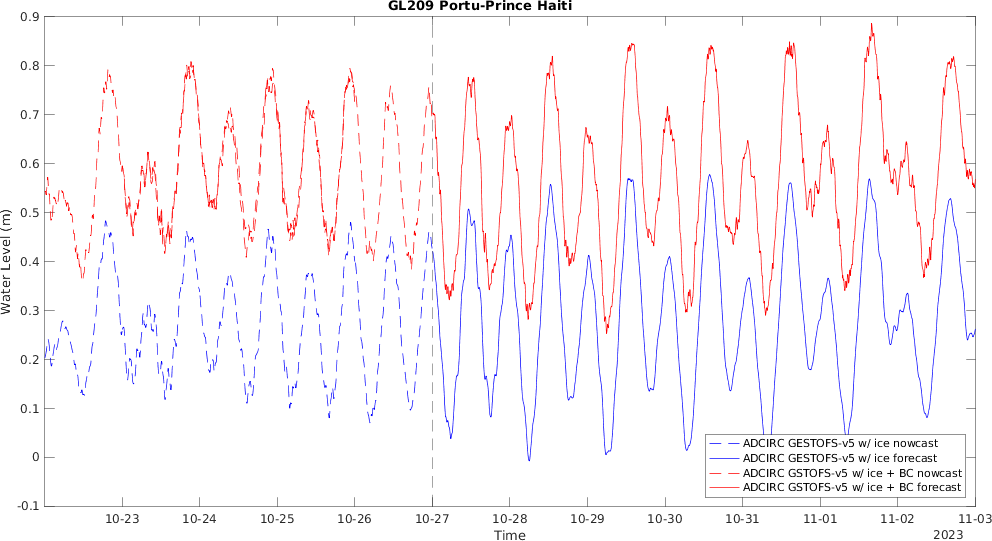 GL209 Portu-Prince Haiti
0.9
0.8
0.7
0.6
0.5
0.4
0.3
0.2
0.1
0
-0.1
Water Level (m)
ADCIRC GESTOFS-v5 w/ ice nowcast
ADCIRC GESTOFS-v5 w/ ice forecast
ADCIRC GSTOFS-v5 w/ ice + BC nowcast
ADCIRC GSTOFS-v5 w/ ice + BC forecast
10-23 10-24 10-25 10-26 10-27 10-28 10-29 10-30 10-31 11-01 11-02 11-03
Time
2023